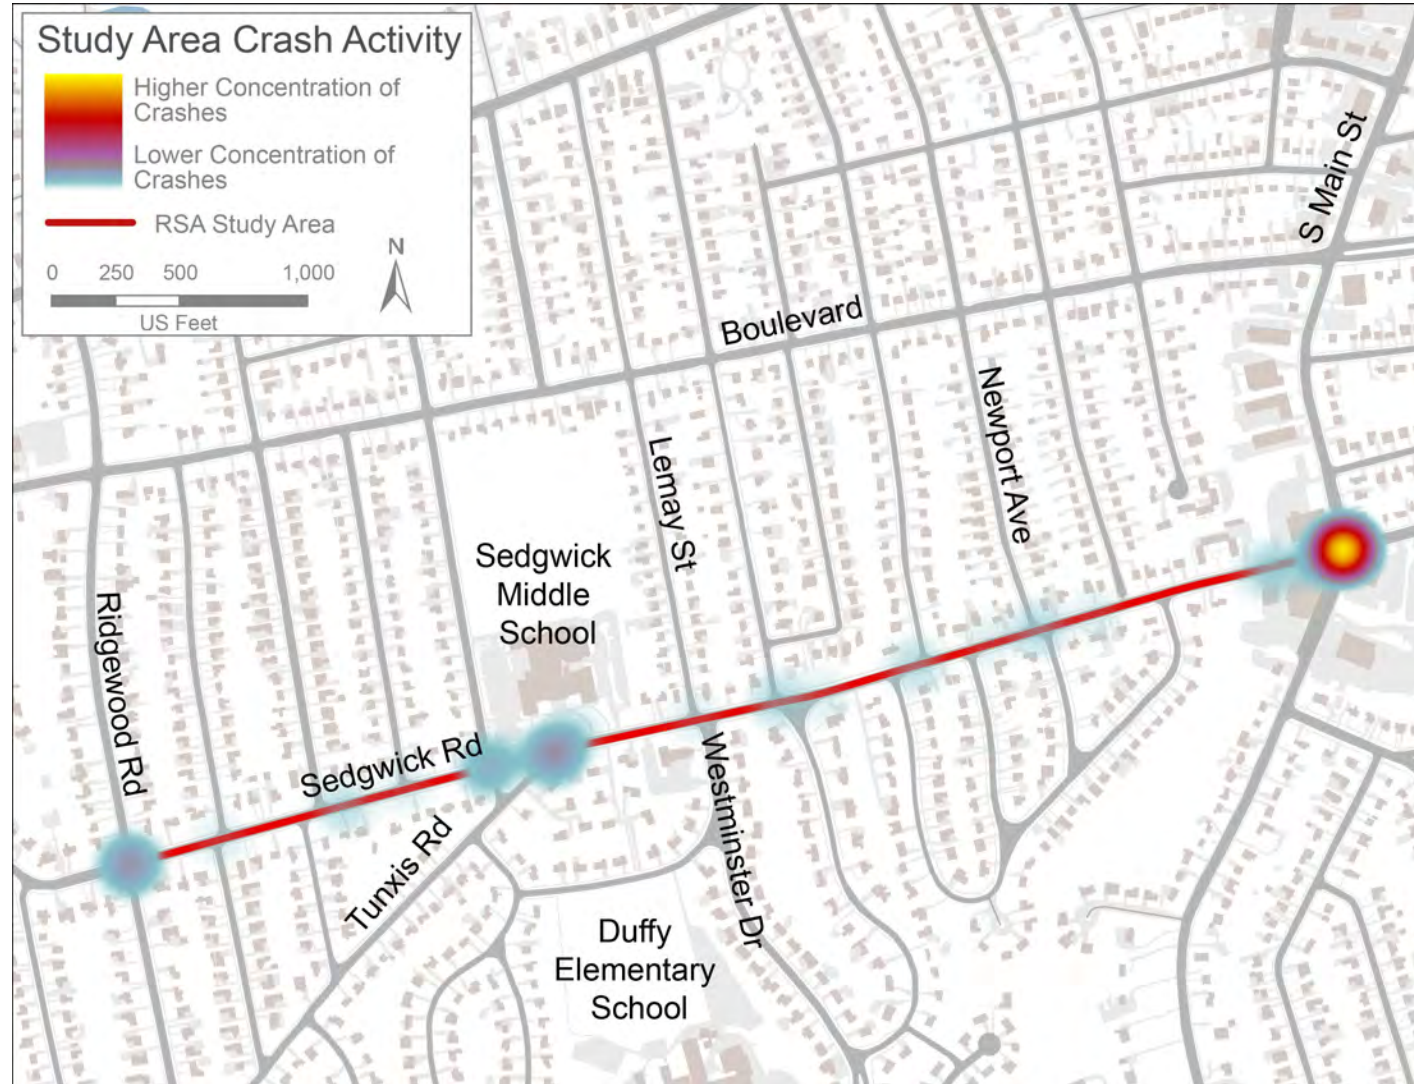 Study Area Crash Activity
Higher Concentration of
Crashes
Lower Concentration of
Crashes
RSA Study Area
N
0 250 500 1,000
US Feet
S Main St
Boulevard
Newport Ave
Lemay St
Sedgwick
Middle
School
Ridgewood Rd
Sedgwick Rd
Tunxis Rd
Westminster Dr
Duffy
Elementary
School